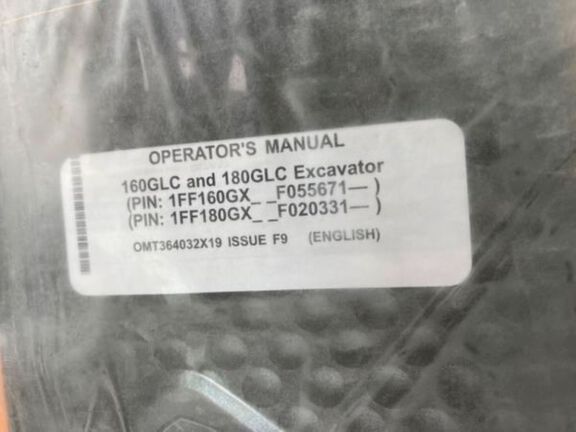 OPERATOR'S MANUAL
160GLC and 180GLC Excavator
(PIN: 1FF160GX_ _F055671— )
(PIN: 1FF180GX_ _F020331— )
OMT364032X19 ISSUE F9 (ENGLISH)